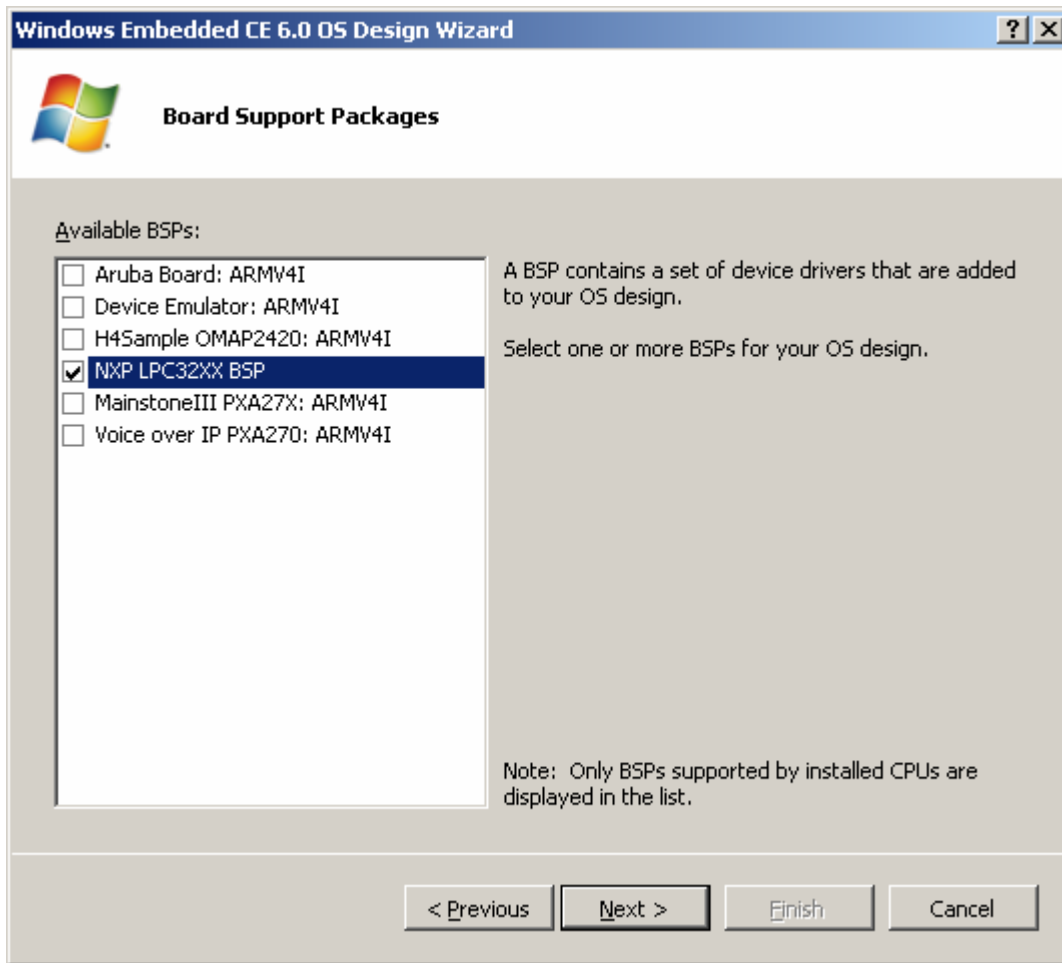 Windows Embedded CE 6.0 OS Design Wizard
Board Support Packages
Available BSPs:
Aruba Board: ARMV4I
Device Emulator: ARMV4I
H4Sample OMAP2420: ARMV4I
NXP LPC32XX BSP
MainstoneIII PXA27X: ARMV4I
Voice over IP PXA270: ARMV4I
A BSP contains a set of device drivers that are added
to your OS design.
Select one or more BSPs for your OS design.
Note: Only BSPs supported by installed CPUs are
displayed in the list.
< Previous
Next >
Finish
Cancel